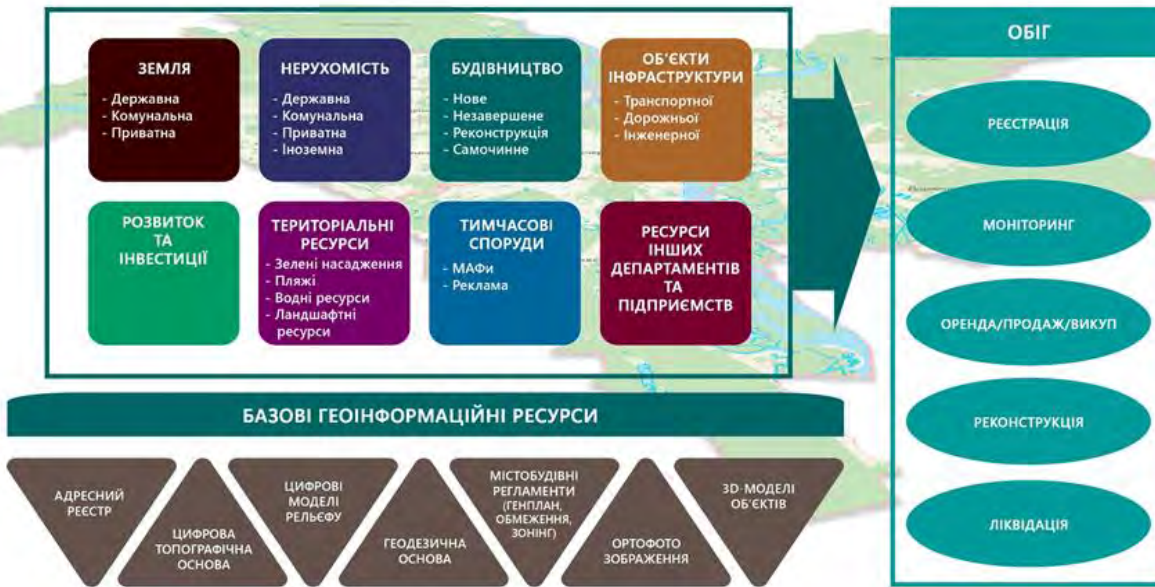 ЗЕМЛЯ
- Державна
- Комунальна
- Приватна
НЕРУХОМІСТЬ
- Державна
- Комунальна
- Приватна
- Іноземна
БУДІВНИЦТВО
- Нове
- Незавершене
- Реконструкція
- Самочинне
ОБ'ЄКТИ
ІНФРАСТРУКТУРИ
- Транспортної
- Дорожньої
- Інженерної
РОЗВИТОК
ТА
ІНВЕСТИЦІЇ
ТЕРИТОРІАЛЬНІ
РЕСУРСИ
- Зелені насадження
- Пляжі
- Водні ресурси
- Ландшафтні
ресурси
ТИМЧАСОВІ
СПОРУДИ
- МАФи
- Реклама
РЕСУРСИ
ІНШИХ
ДЕПАРТАМЕНТІВ
ТА
ПІДПРИЄМСТВ
ОБІГ
РЕЄСТРАЦІЯ
МОНІТОРИНГ
ОРЕНДА/ПРОДАЖ/ВИКУП
РЕКОНСТРУКЦІЯ
ЛІКВІДАЦІЯ
БАЗОВІ ГЕОІНФОРМАЦІЙНІ РЕСУРСИ
АДРЕСНИЙ
РЕЄСТР
ЦИФРОВА
ТОПОГРАФІЧНА
ОСНОВА
ЦИФРОВІ
МОДЕЛІ
РЕЛЬЄФУ
ГЕОДЕЗИЧНА
ОСНОВА
МІСТОБУДІВНІ
РЕГЛАМЕНТИ
(ГЕНПЛАН,
ОБМЕЖЕННЯ,
ЗОНІНГ)
ОРТОФОТО
ЗОБРАЖЕННЯ
3D-МОДЕЛІ
ОБ'ЄКТІВ